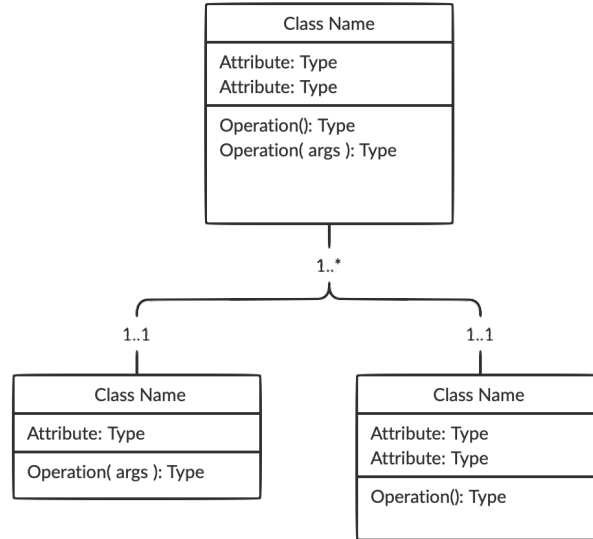 Class Name
Attribute: Type
Attribute: Type
Operation(): Type
Operation( args ): Type
1..*
1..1
1..1
Class Name
Attribute: Type
Operation( args ): Type
Class Name
Attribute: Type
Attribute: Type
Operation(): Type